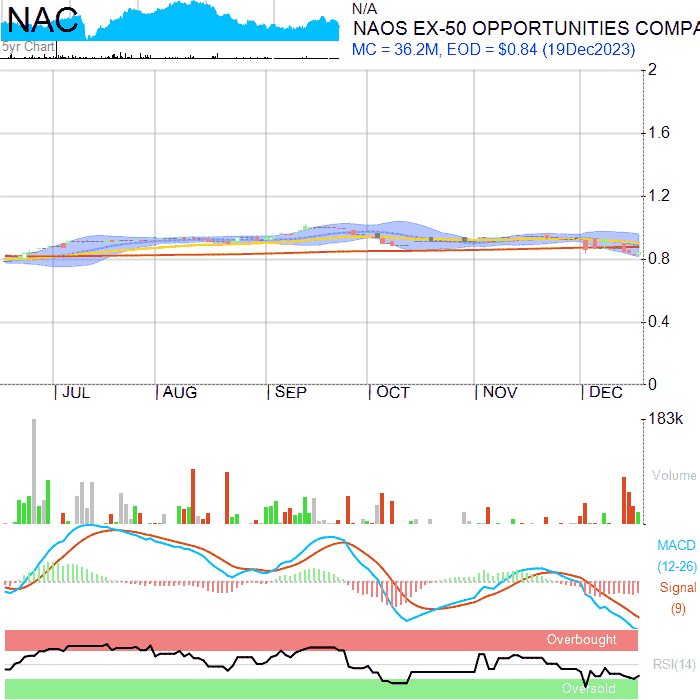 NAC
5yr Chart
N/A
NAOS EX-50 OPPORTUNITIES COMPA
MC = 36.2M, EOD = $0.84 (19Dec2023)
2
1.6
1.2
0.8
0.4
0
JUL AUG SEP OCT NOV DEC
183k
Volume
MACD
(12-26)
Signal
(9)
Overbought
RSI(14)
Oversold